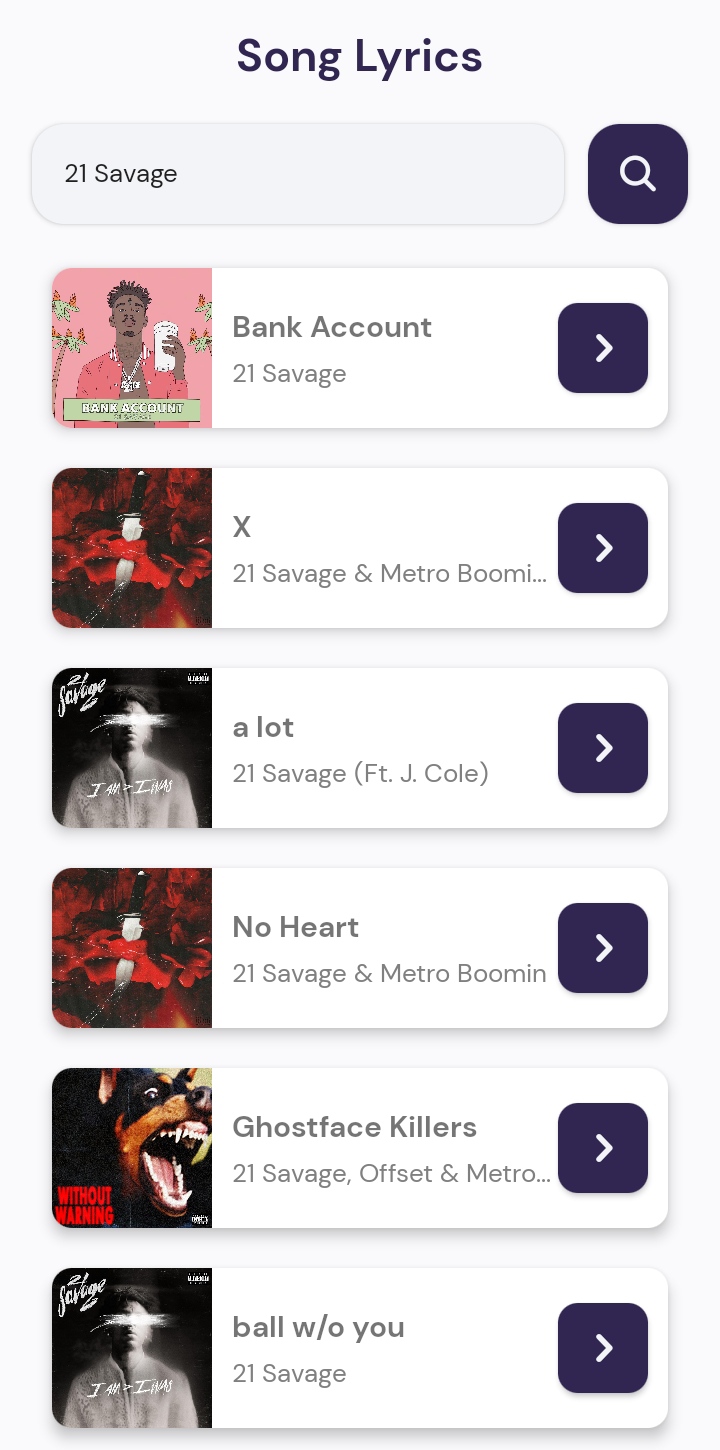 Song Lyrics
21 Savage
BANK ACCOUNT
Bank Account
21 Savage
X
21 Savage & Metro Boomi...
21 Savage
I AM > I WAS
a lot
21 Savage (Ft. J. Cole)
No Heart
21 Savage & Metro Boomin
WITHOUT
WARNING
Ghostface Killers
21 Savage, Offset & Metro...
21 Savage
I AM > I WAS
ball w/o you
21 Savage